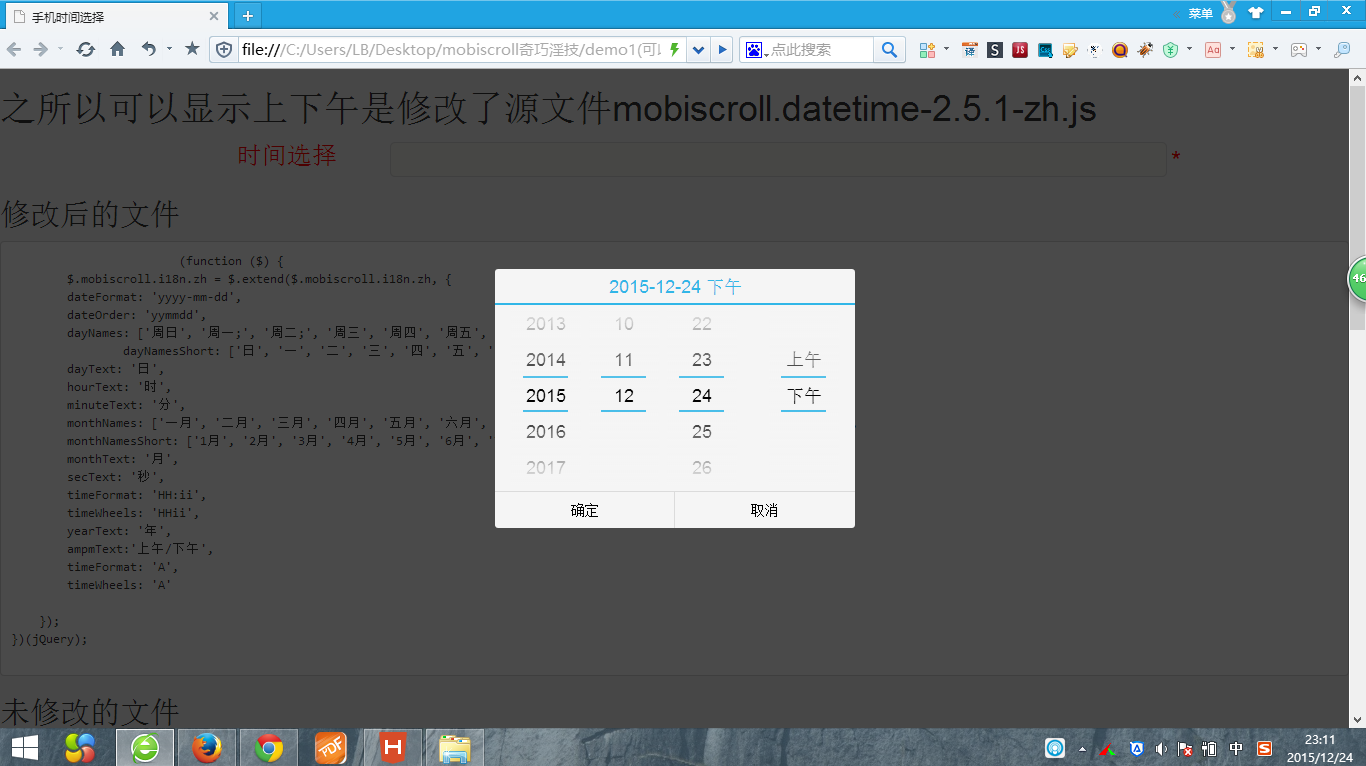 手机时间选择
菜单
file:///C:/Users/LB/Desktop/mobiscroll奇巧淫技/demo1(可以
点此搜索
之所以可以显示上下午是修改了源文件mobiscroll.datetime-2.5.1-zh.js
时间选择 *
修改后的文件
(function ($) {
$.mobiscroll.i18n.zh = $.extend($.mobiscroll.i18n.zh, {
dateFormat: 'yyyy-mm-dd',
dateOrder: 'yymmdd',
dayNames: ['周日', '周一;', '周二;', '周三', '周四', '周五',
dayNamesShort: ['日', '一', '二', '三', '四', '五',
dayText: '日',
hourText: '时',
minuteText: '分',
monthNames: ['一月', '二月', '三月', '四月', '五月', '六月',
monthNamesShort: ['1月', '2月', '3月', '4月', '5月', '6月',
monthText: '月',
secText: '秒',
timeFormat: 'HH:ii',
timeWheels: 'HHii',
yearText: '年',
ampmText:'上午/下午',
timeFormat: 'A',
timeWheels: 'A'
});
})(jQuery);
未修改的文件
2015-12-24 下午
2013 10 22
2014 11 23 上午
2015 12 24 下午
2016 25
2017 26
确定 取消
46
中
23:11
2015/12/24